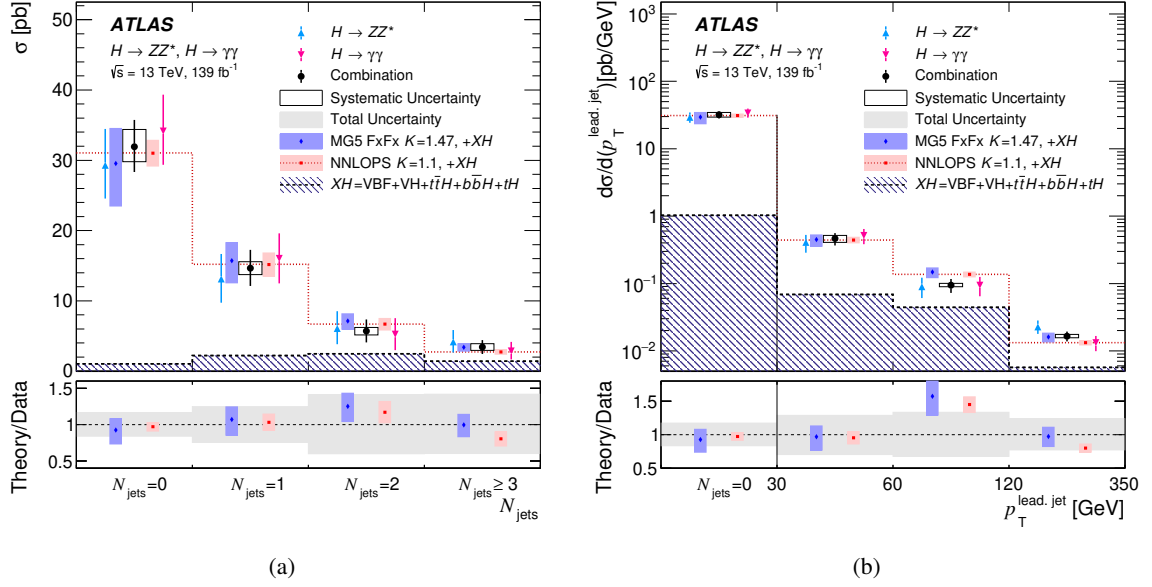 σ [pb]
50
40
30
20
10
0
ATLAS
H → ZZ*, H → γγ
√s = 13 TeV, 139 fb⁻¹
H → ZZ*
H → γγ
Combination
Systematic Uncertainty
Total Uncertainty
MG5 FxFx K=1.47, +XH
NNLOPS K=1.1, +XH
XH=VBF+VH+tt̄H+bb̄H+tH
Theory/Data
1.5
1
0.5
N_jets=0
N_jets=1
N_jets=2
N_jets≥ 3
N_jets
(a)
dσ/d(p_T^lead. jet)[pb/GeV]
10⁴
10³
10²
10
1
10⁻¹
10⁻²
ATLAS
H → ZZ*, H → γγ
√s = 13 TeV, 139 fb⁻¹
H → ZZ*
H → γγ
Combination
Systematic Uncertainty
Total Uncertainty
MG5 FxFx K=1.47, +XH
NNLOPS K=1.1, +XH
XH=VBF+VH+tt̄H+bb̄H+tH
Theory/Data
1.5
1
0.5
N_jets=0
30
60
120
350
p_T^lead. jet [GeV]
(b)